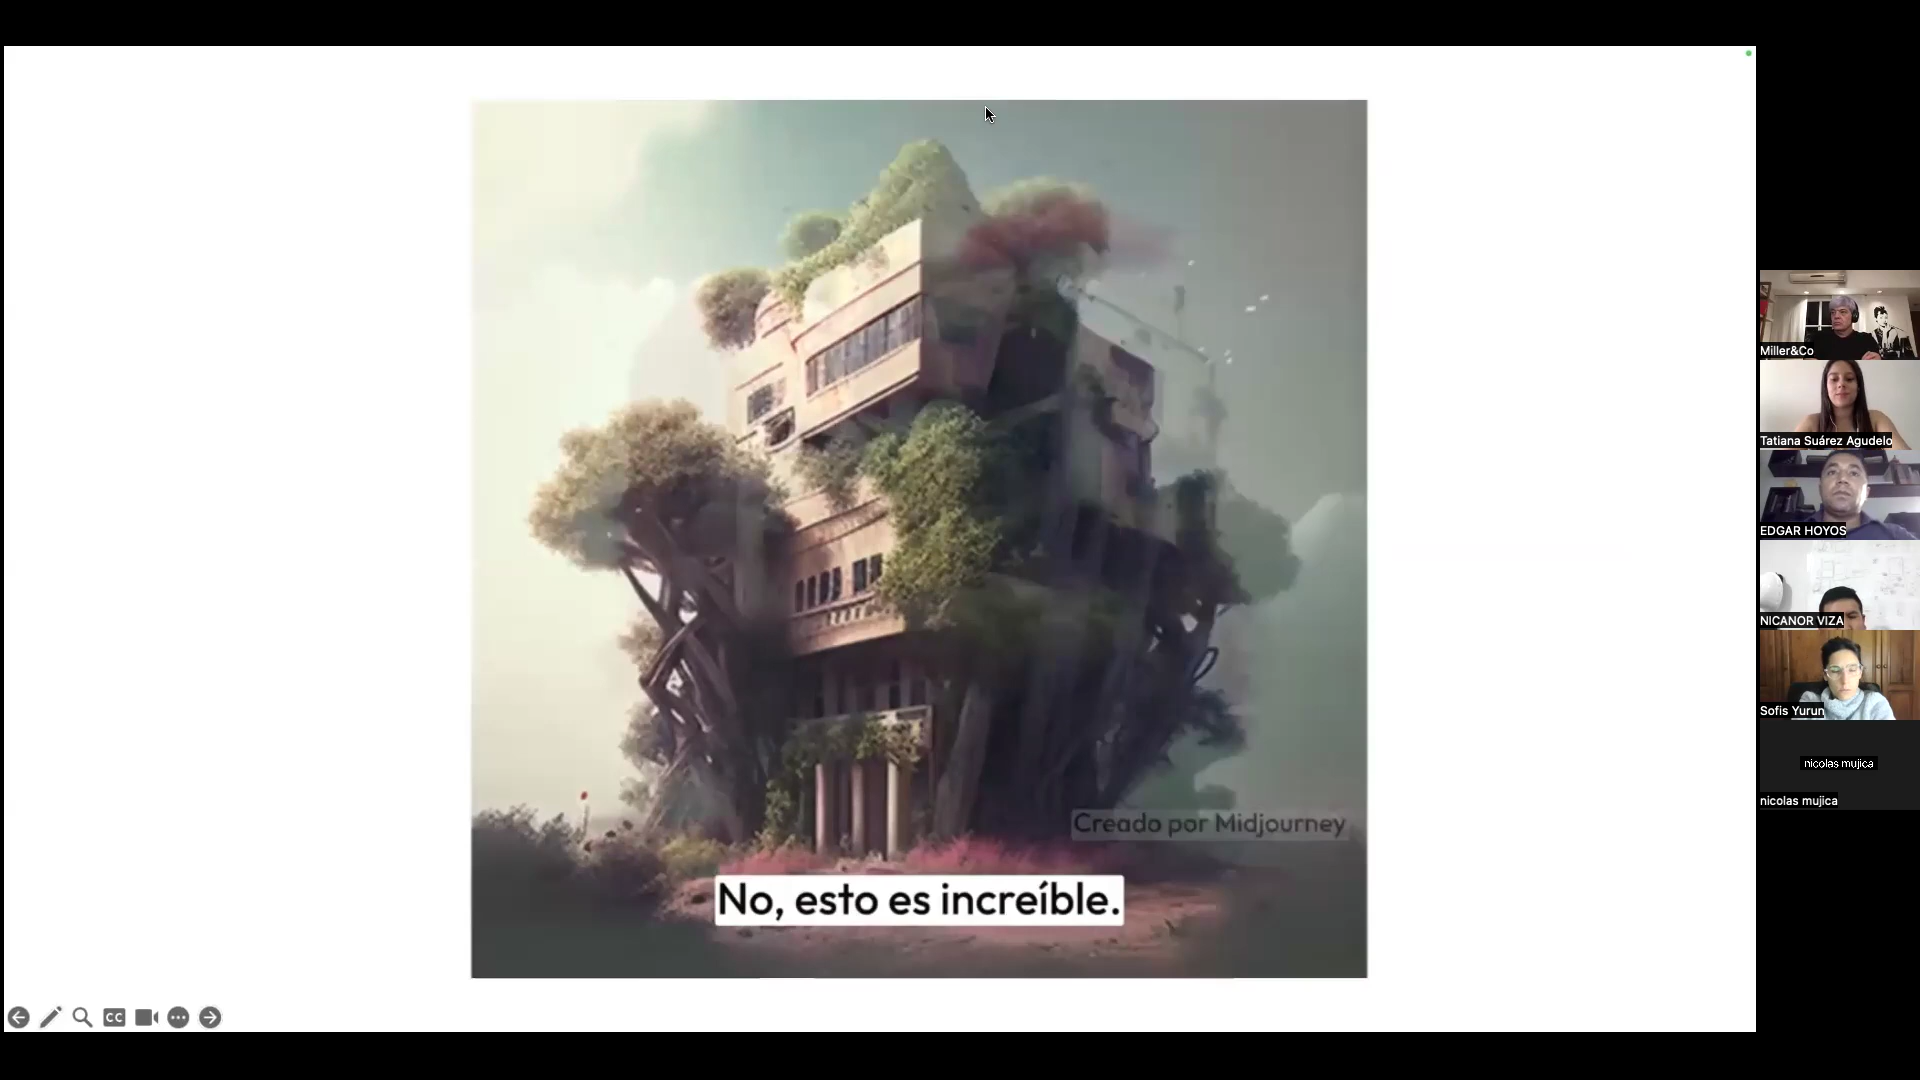 Creado por Midjourney
No, esto es increíble.
CC
Miller&Co
Tatiana Suárez Agudelo
EDGAR HOYOS
NICANOR VIZA
Sofis Yurun
nicolas mujica
nicolas mujica